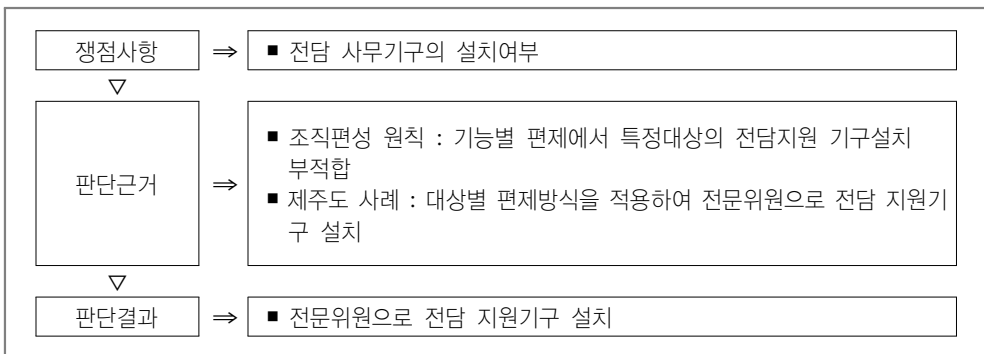 쟁점사항 ⇒ ■ 전담 사무기구의 설치여부
▽
판단근거 ⇒ ■ 조직편성 원칙 : 기능별 편제에서 특정대상의 전담지원 기구설치
부적합
■ 제주도 사례 : 대상별 편제방식을 적용하여 전문위원으로 전담 지원기
구 설치
▽
판단결과 ⇒ ■ 전문위원으로 전담 지원기구 설치